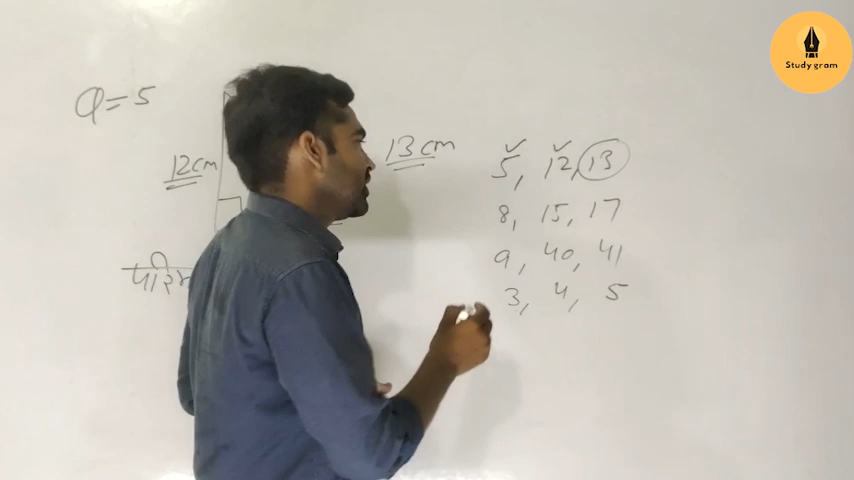 Q=5
12cm
13cm
5, 12, 13
8, 15, 17
9, 40, 41
3, 4, 5
Study gram